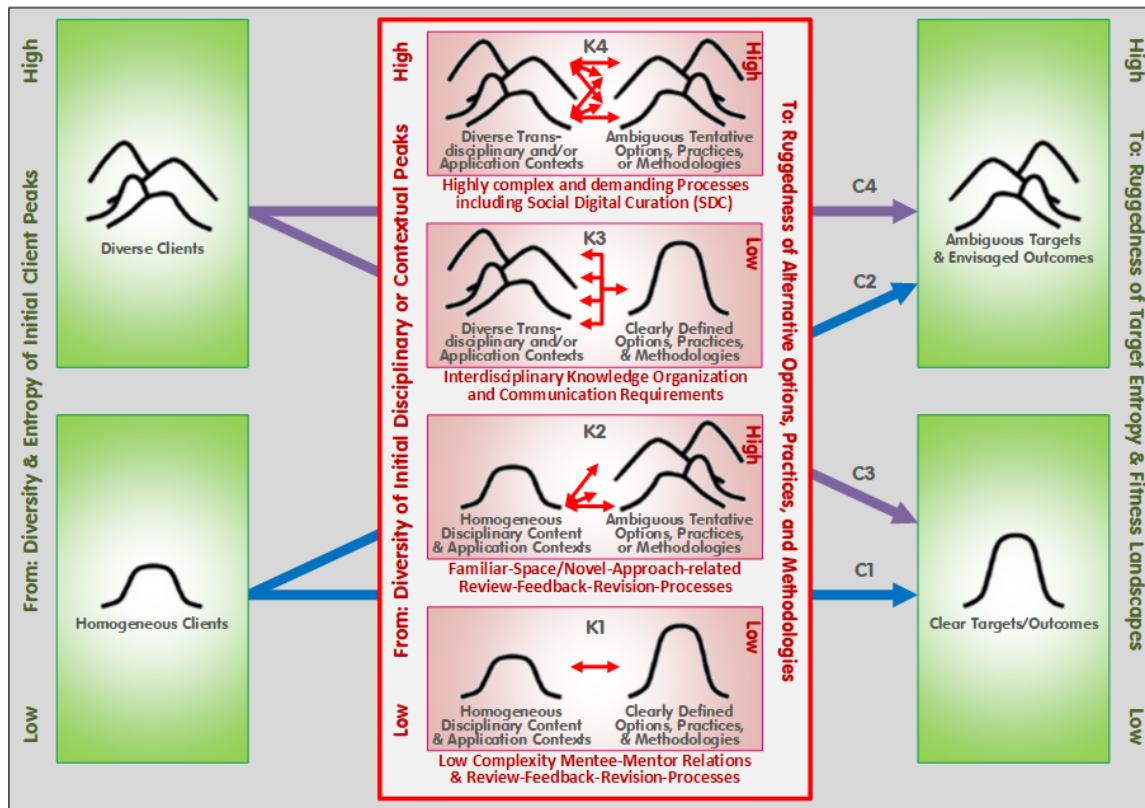 High
From: Diversity & Entropy of Initial Client Peaks
Low
Diverse Clients
Homogeneous Clients
High
From: Diversity of Initial Disciplinary or Contextual Peaks
Low
K4
High
Diverse Trans-
disciplinary and/or
Application Contexts
Ambiguous Tentative
Options, Practices,
or Methodologies
Highly complex and demanding Processes
including Social Digital Curation (SDC)
K3
Low
Diverse Trans-
disciplinary and/or
Application Contexts
Clearly Defined
Options, Practices,
& Methodologies
Interdisciplinary Knowledge Organization
and Communication Requirements
K2
High
Homogeneous
Disciplinary Content
& Application Contexts
Ambiguous Tentative
Options, Practices,
or Methodologies
Familiar-Space/Novel-Approach-related
Review-Feedback-Revision-Processes
K1
Low
Homogeneous
Disciplinary Content
& Application Contexts
Clearly Defined
Options, Practices,
& Methodologies
Low Complexity Mentee-Mentor Relations
& Review-Feedback-Revision-Processes
To: Ruggedness of Alternative Options, Practices, and Methodologies
C4
C2
C3
C1
Ambiguous Targets
& Envisaged Outcomes
Clear Targets/Outcomes
High
To: Ruggedness of Target Entropy & Fitness Landscapes
Low